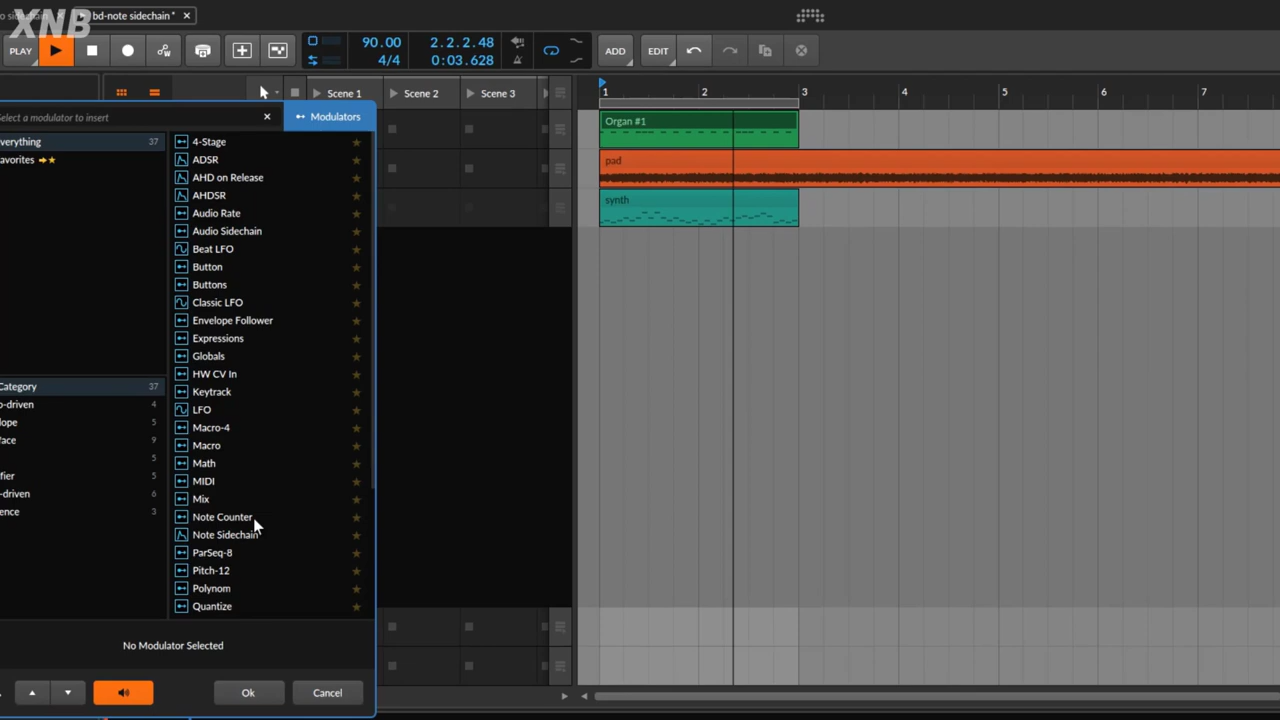 XNB
o sidechain
bd-note sidechain*
PLAY
90.00
4/4
2.2.2.48
0:03.628
ADD
EDIT
Scene 1
Scene 2
Scene 3
1 2 3 4 5 6 7
Select a modulator to insert
Modulators
verything 37
avorites
Category 37
o-driven 4
lope 5
face 9
5
fier 5
-driven 6
ence 3
4-Stage
ADSR
AHD on Release
AHDSR
Audio Rate
Audio Sidechain
Beat LFO
Button
Buttons
Classic LFO
Envelope Follower
Expressions
Globals
HW CV In
Keytrack
LFO
Macro-4
Macro
Math
MIDI
Mix
Note Counter
Note Sidechain
ParSeq-8
Pitch-12
Polynom
Quantize
No Modulator Selected
Ok
Cancel
Organ #1
pad
synth